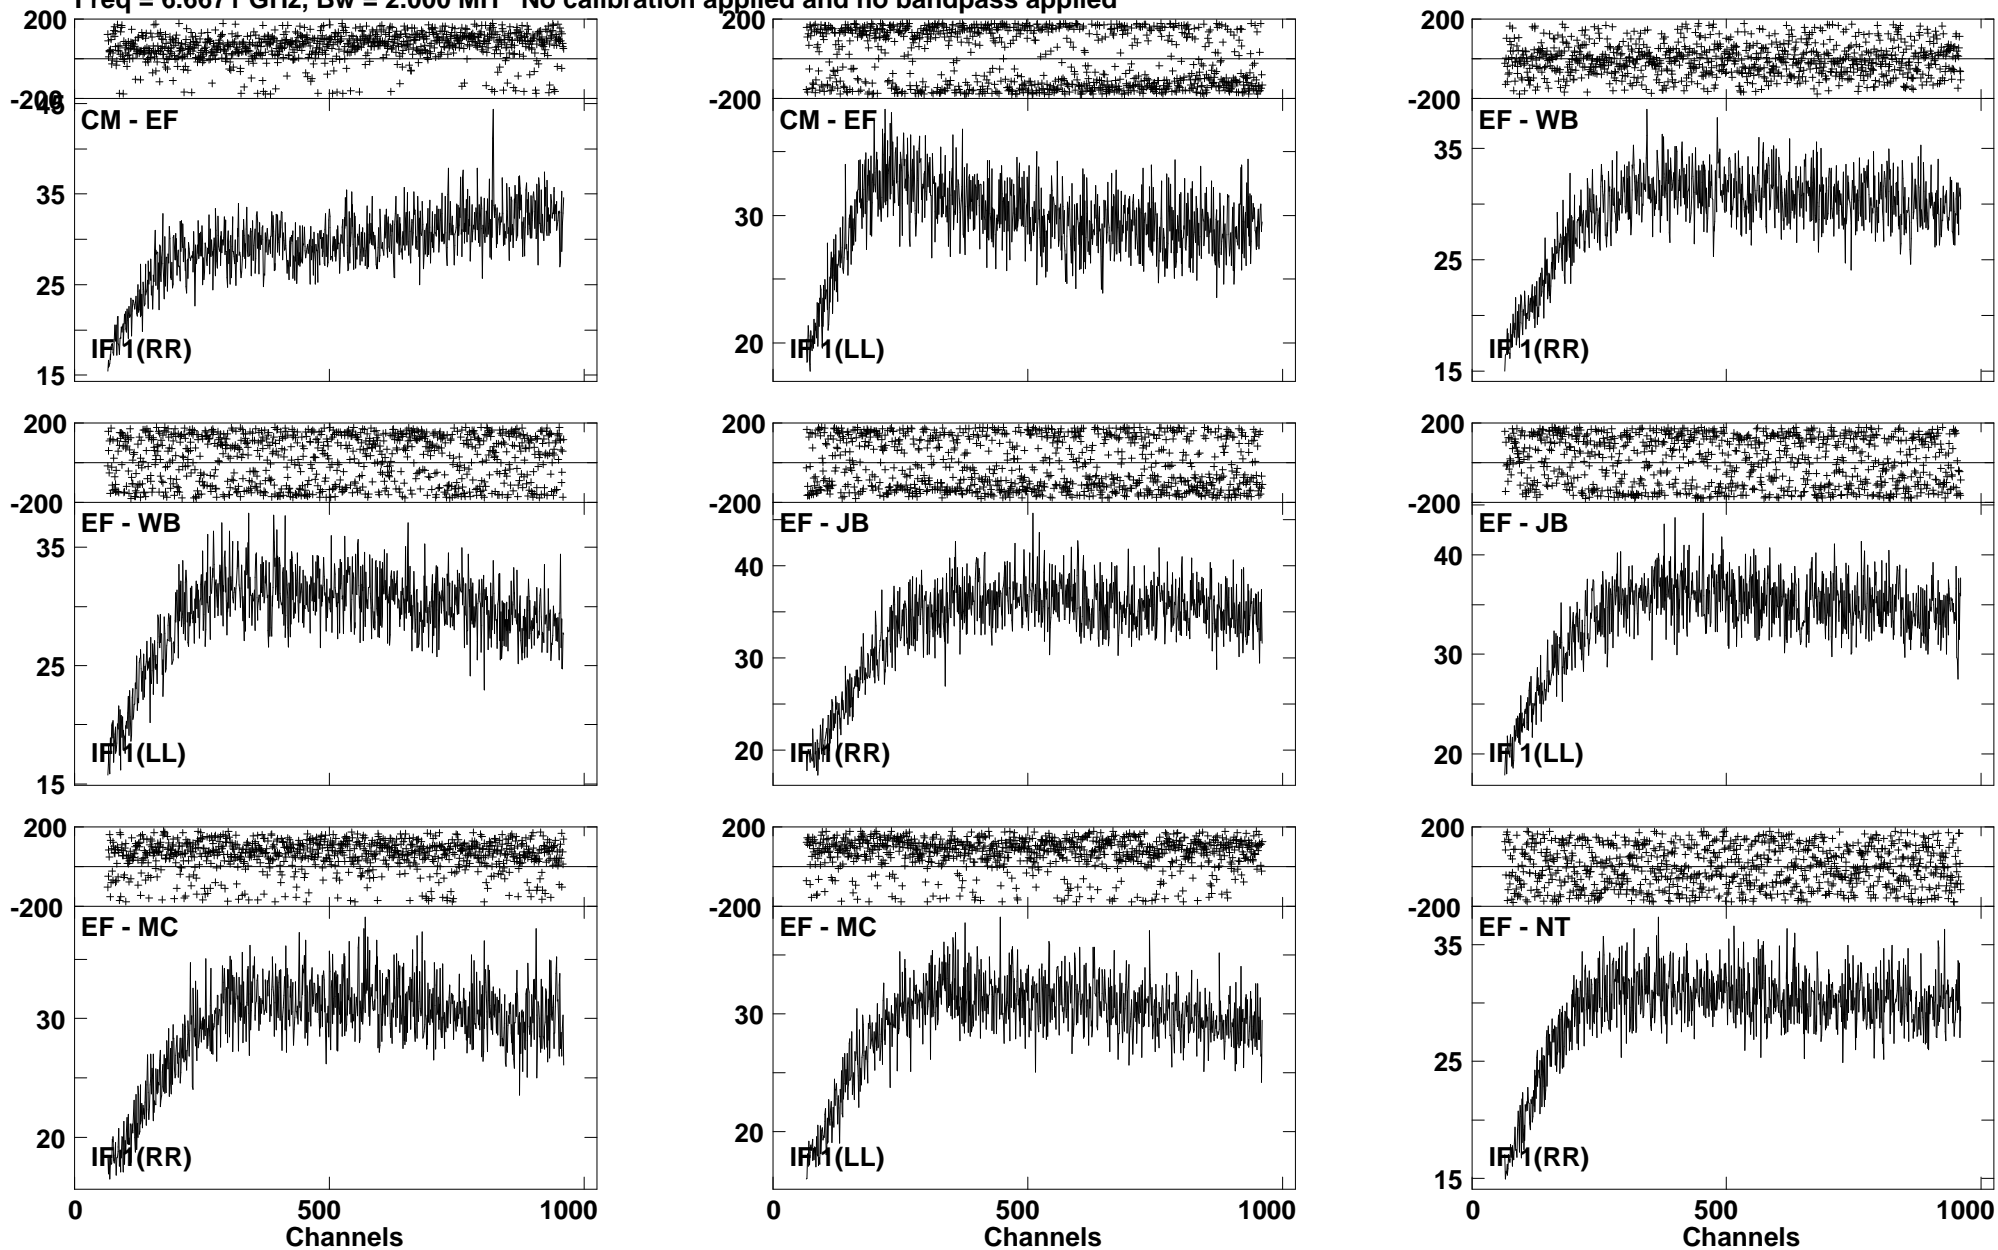 Freq = 6.6671 GHz, Bw = 2.000 MH No calibration applied and no bandpass applied
200 200 200
-200 -200 -200
45
CM - EF CM - EF EF - WB
35 30 35
25 20 25
15 15
IF 1(RR) IF 1(LL) IF 1(RR)
200 200 200
-200 -200 -200
EF - WB EF - JB EF - JB
35 40 40
25 30 30
15 20 20
IF 1(LL) IF 1(RR) IF 1(LL)
200 200 200
-200 -200 -200
EF - MC EF - MC EF - NT
30 30 35
20 20 25
15
IF 1(RR) IF 1(LL) IF 1(RR)
0 500 1000 0 500 1000 0 500 1000
Channels Channels Channels